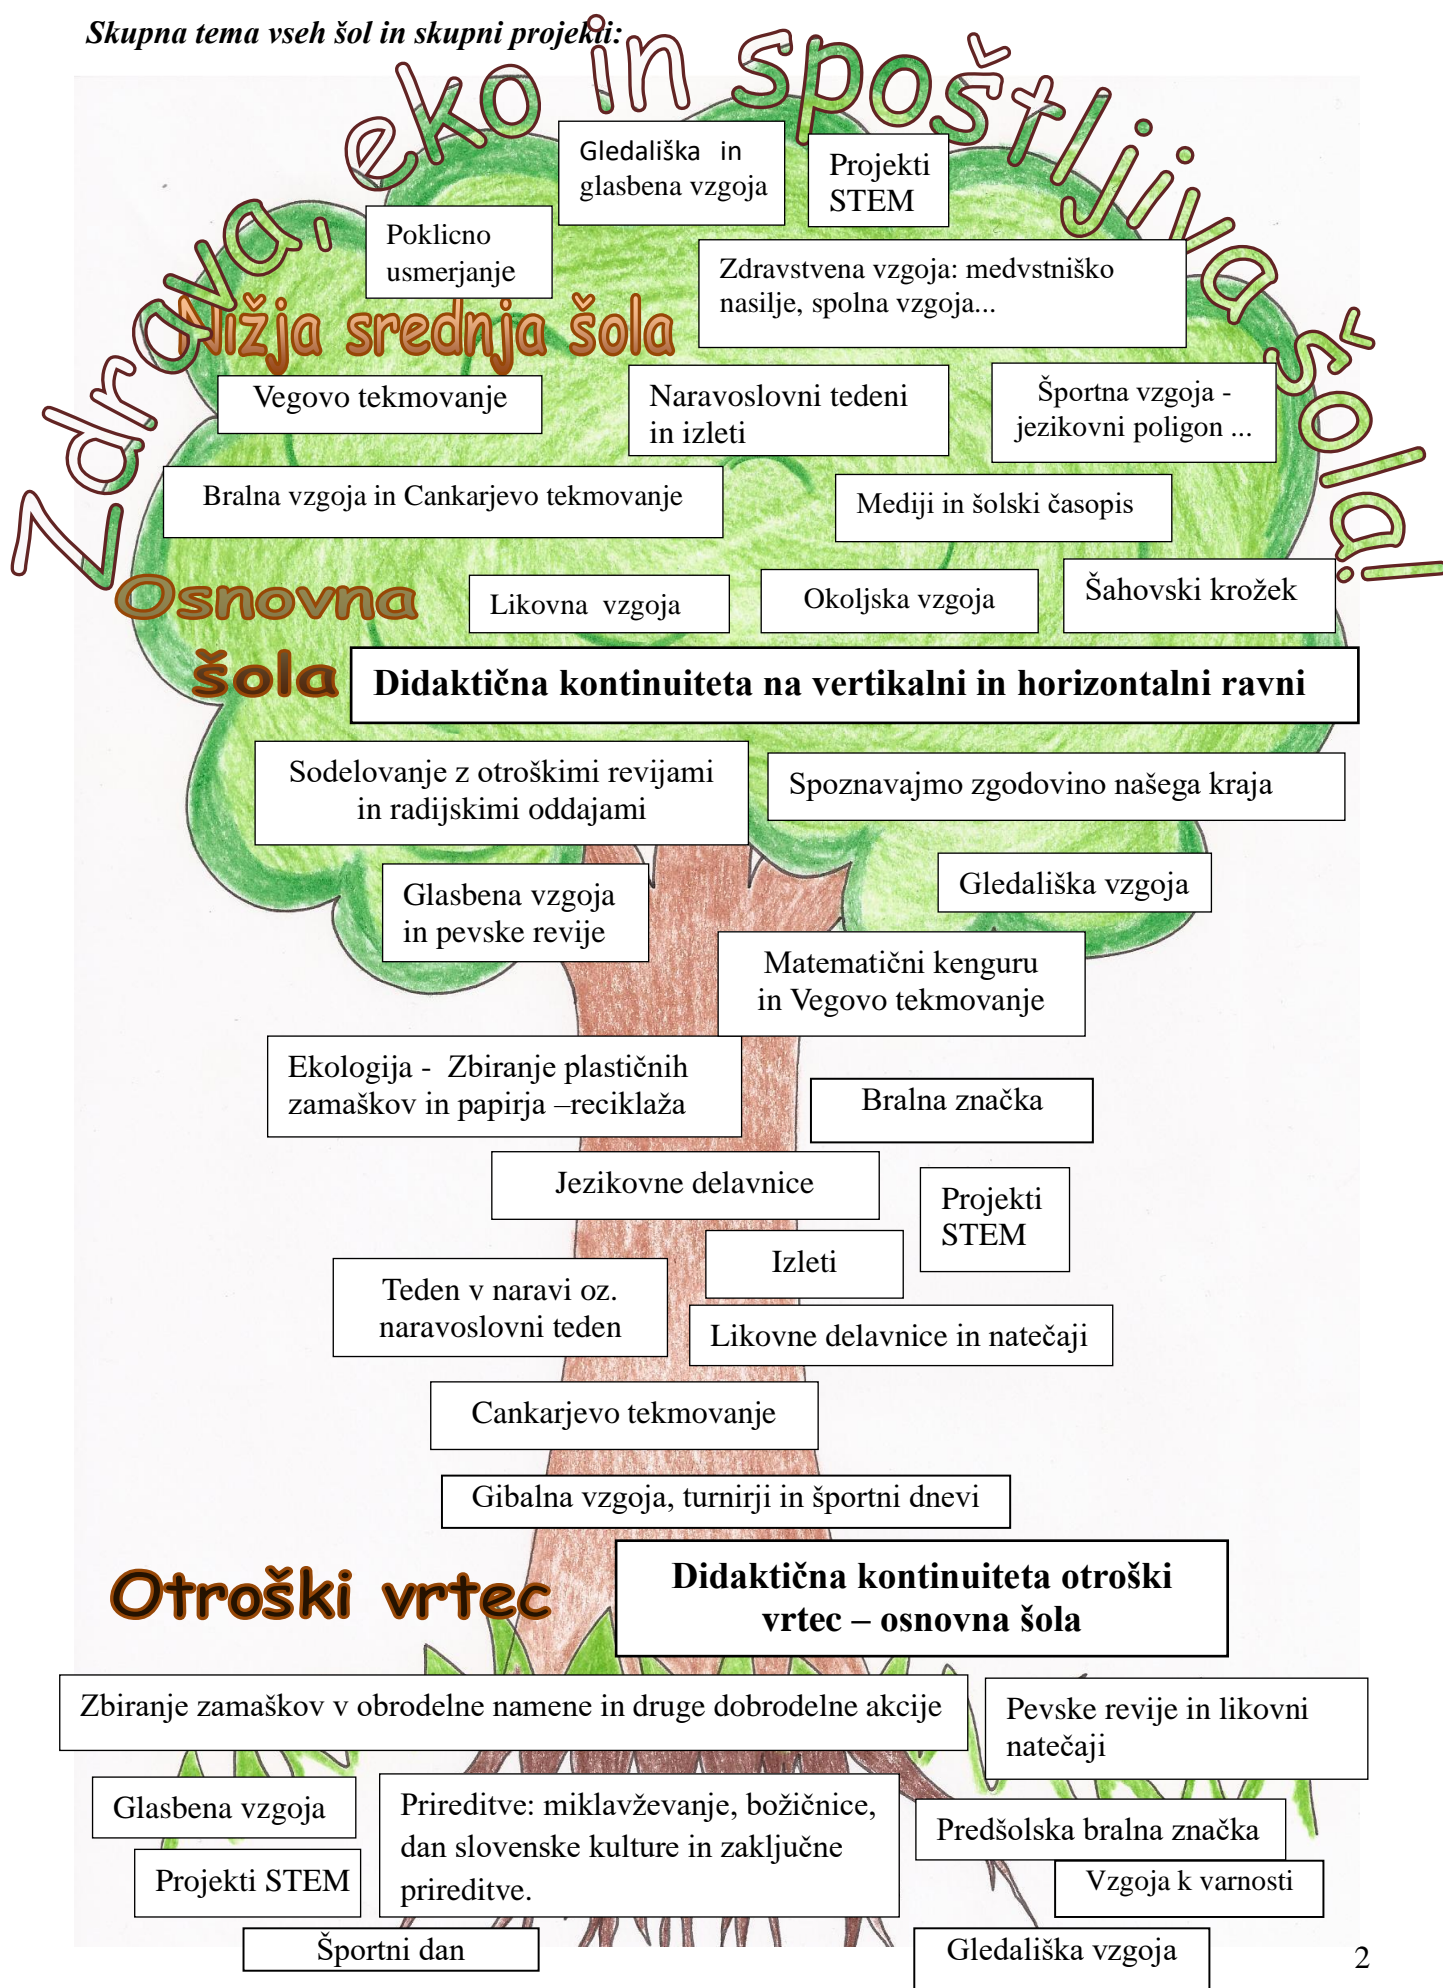 Skupna tema vseh šol in skupni projekti:
Zdrava, eko in spoštljiva šola!
Gledališka in
glasbena vzgoja
Projekti
STEM
Poklicno
usmerjanje
Zdravstvena vzgoja: medvstniško
nasilje, spolna vzgoja...
Nižja srednja šola
Vegovo tekmovanje
Naravoslovni tedeni
in izleti
Športna vzgoja -
jezikovni poligon ...
Bralna vzgoja in Cankarjevo tekmovanje
Mediji in šolski časopis
Osnovna
šola
Likovna vzgoja
Okoljska vzgoja
Šahovski krožek
Didaktična kontinuiteta na vertikalni in horizontalni ravni
Sodelovanje z otroškimi revijami
in radijskimi oddajami
Spoznavajmo zgodovino našega kraja
Glasbena vzgoja
in pevske revije
Gledališka vzgoja
Matematični kenguru
in Vegovo tekmovanje
Ekologija - Zbiranje plastičnih
zamaškov in papirja –reciklaža
Bralna značka
Jezikovne delavnice
Projekti
STEM
Izleti
Teden v naravi oz.
naravoslovni teden
Likovne delavnice in natečaji
Cankarjevo tekmovanje
Gibalna vzgoja, turnirji in športni dnevi
Otroški vrtec
Didaktična kontinuiteta otroški
vrtec – osnovna šola
Zbiranje zamaškov v obrodelne namene in druge dobrodelne akcije
Pevske revije in likovni
natečaji
Glasbena vzgoja
Prireditve: miklavževanje, božičnice,
dan slovenske kulture in zaključne
prireditve.
Predšolska bralna značka
Projekti STEM
Vzgoja k varnosti
Športni dan
Gledališka vzgoja
2